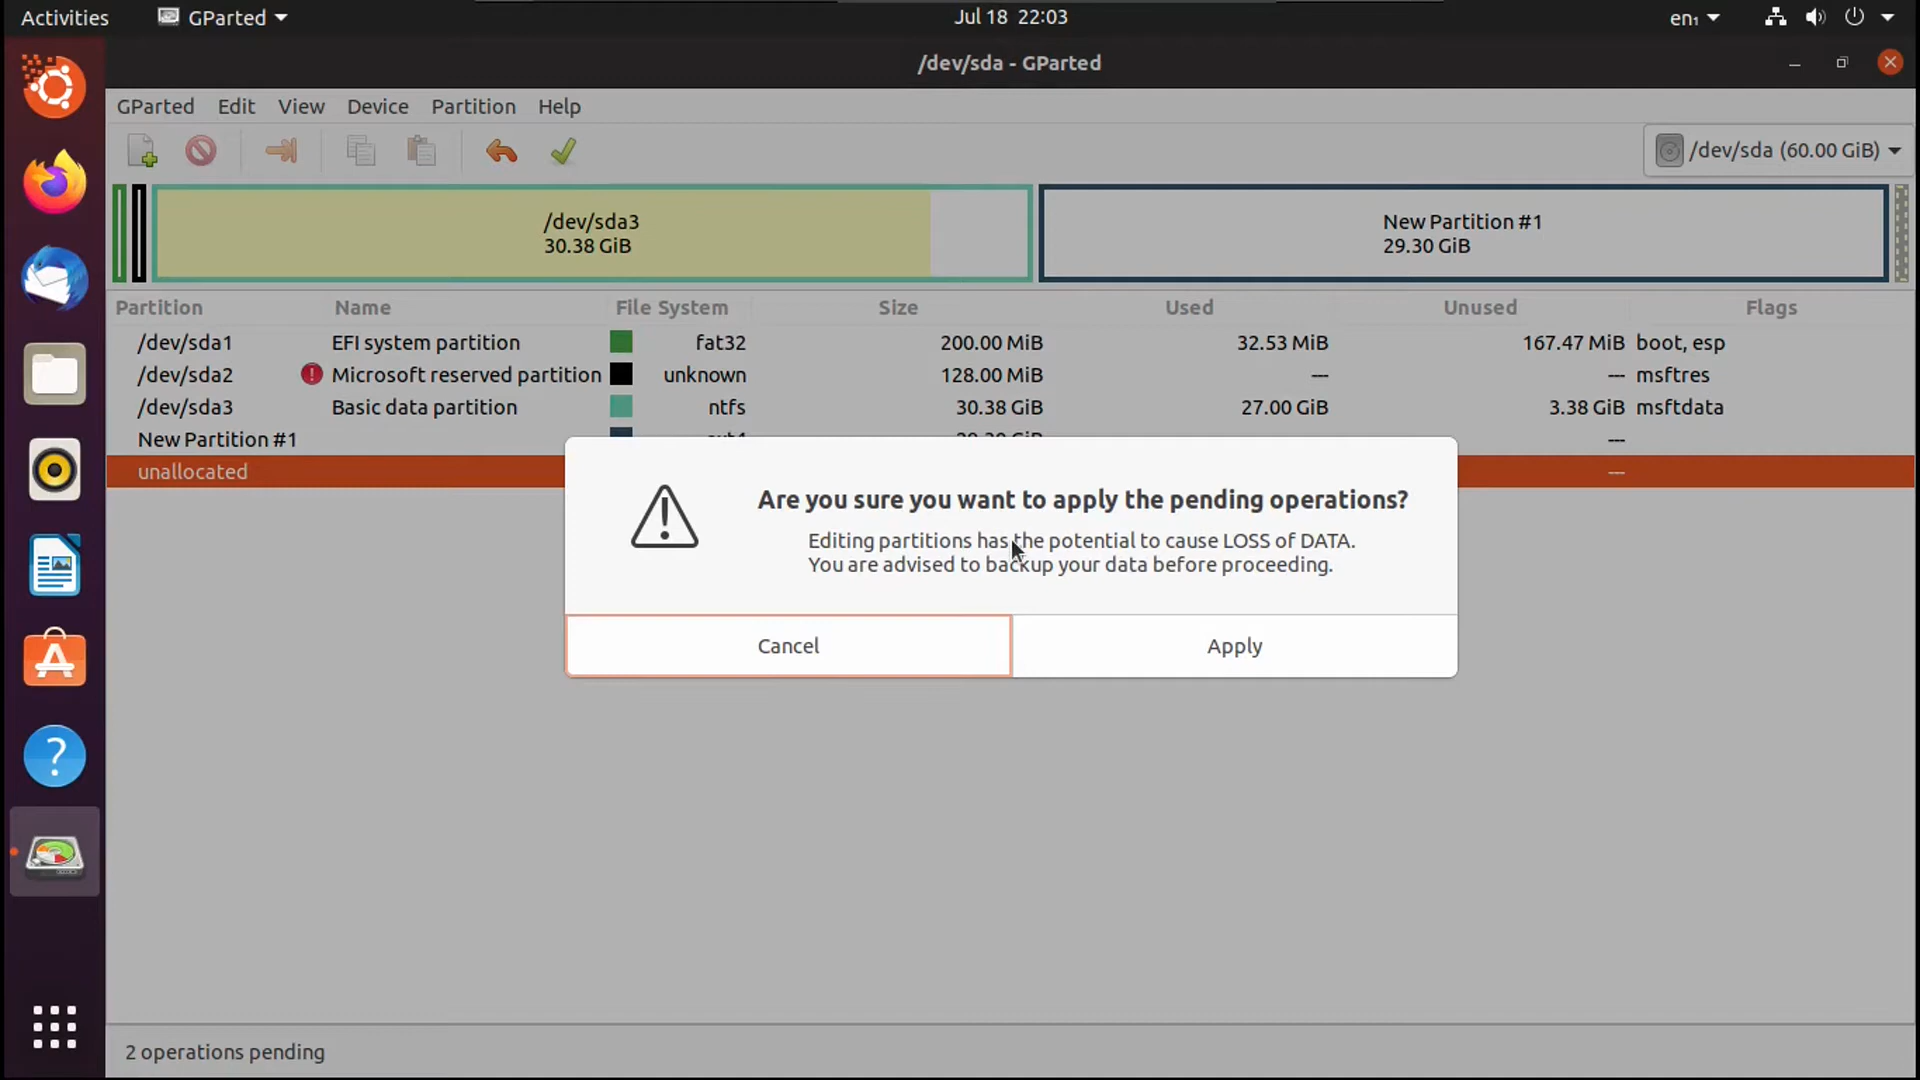 Activities GParted Jul 18 22:03 en₁
/dev/sda - GParted
GParted Edit View Device Partition Help
/dev/sda (60.00 GiB)
/dev/sda3 New Partition #1
30.38 GiB 29.30 GiB
Partition Name File System Size Used Unused Flags
/dev/sda1 EFI system partition fat32 200.00 MiB 32.53 MiB 167.47 MiB boot, esp
/dev/sda2 Microsoft reserved partition unknown 128.00 MiB --- --- msftres
/dev/sda3 Basic data partition ntfs 30.38 GiB 27.00 GiB 3.38 GiB msftdata
New Partition #1 ---
unallocated ---
Are you sure you want to apply the pending operations?
Editing partitions has the potential to cause LOSS of DATA.
You are advised to backup your data before proceeding.
Cancel Apply
2 operations pending